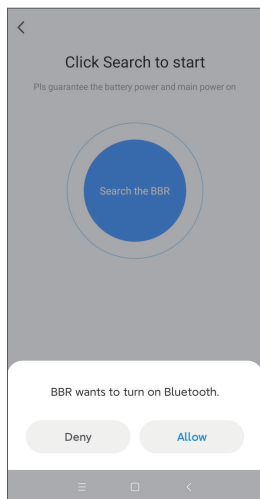 Click Search to start
Pls guarantee the battery power and main power on
Search the BBR
BBR wants to turn on Bluetooth.
Deny Allow